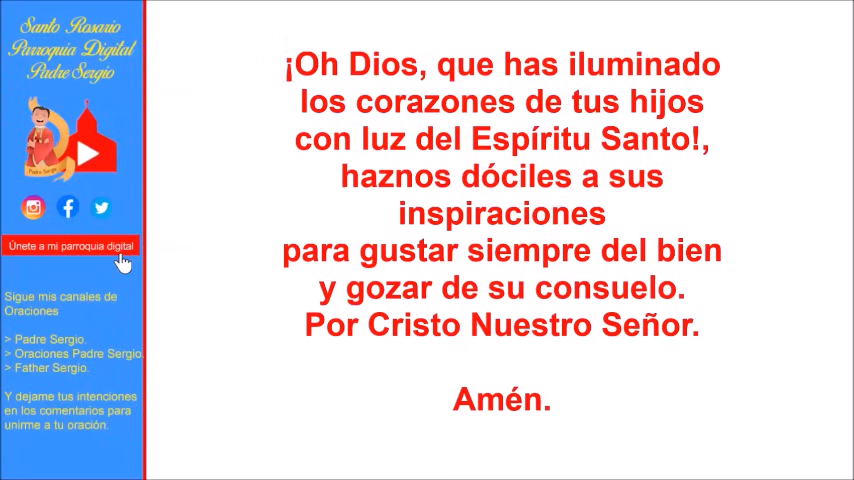 Santo Rosario
Parroquia Digital
Padre Sergio
Padre Sergio
Únete a mi parroquia digital
Sigue mis canales de
Oraciones
> Padre Sergio.
> Oraciones Padre Sergio.
> Father Sergio.
Y dejame tus intenciones
en los comentarios para
unirme a tu oración.
¡Oh Dios, que has iluminado
los corazones de tus hijos
con luz del Espíritu Santo!,
haznos dóciles a sus
inspiraciones
para gustar siempre del bien
y gozar de su consuelo.
Por Cristo Nuestro Señor.
Amén.